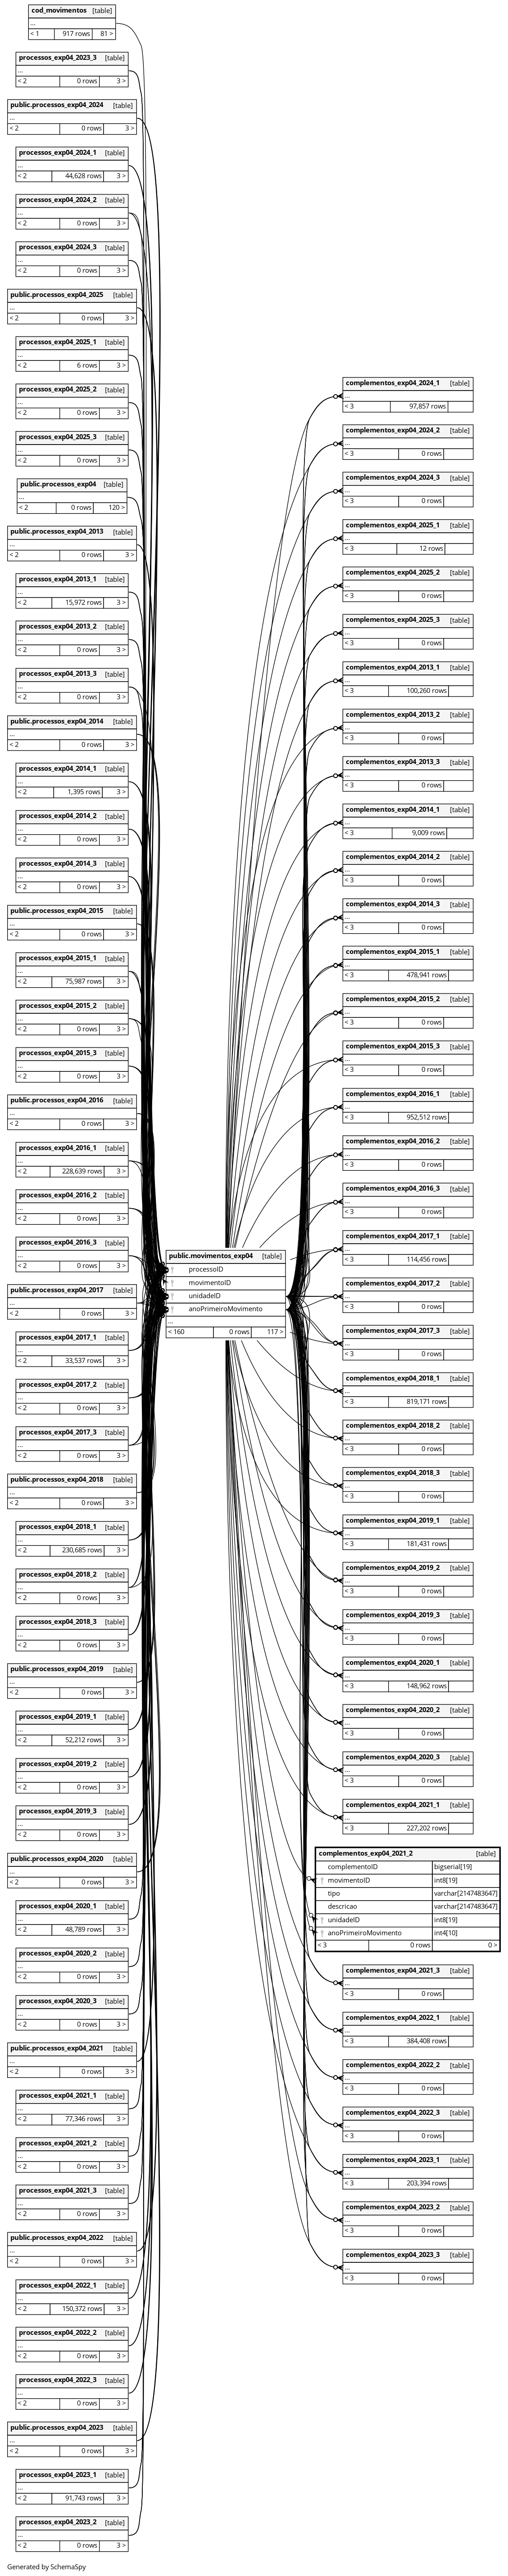 cod_movimentos [table]
...
< 1 917 rows 81 >
processos_exp04_2023_3 [table]
...
< 2 0 rows 3 >
public.processos_exp04_2024 [table]
...
< 2 0 rows 3 >
processos_exp04_2024_1 [table]
...
< 2 44,628 rows 3 >
processos_exp04_2024_2 [table]
...
< 2 0 rows 3 >
processos_exp04_2024_3 [table]
...
< 2 0 rows 3 >
public.processos_exp04_2025 [table]
...
< 2 0 rows 3 >
processos_exp04_2025_1 [table]
...
< 2 6 rows 3 >
processos_exp04_2025_2 [table]
...
< 2 0 rows 3 >
processos_exp04_2025_3 [table]
...
< 2 0 rows 3 >
public.processos_exp04 [table]
...
< 2 0 rows 120 >
public.processos_exp04_2013 [table]
...
< 2 0 rows 3 >
processos_exp04_2013_1 [table]
...
< 2 15,972 rows 3 >
processos_exp04_2013_2 [table]
...
< 2 0 rows 3 >
processos_exp04_2013_3 [table]
...
< 2 0 rows 3 >
public.processos_exp04_2014 [table]
...
< 2 0 rows 3 >
processos_exp04_2014_1 [table]
...
< 2 1,395 rows 3 >
processos_exp04_2014_2 [table]
...
< 2 0 rows 3 >
processos_exp04_2014_3 [table]
...
< 2 0 rows 3 >
public.processos_exp04_2015 [table]
...
< 2 0 rows 3 >
processos_exp04_2015_1 [table]
...
< 2 75,987 rows 3 >
processos_exp04_2015_2 [table]
...
< 2 0 rows 3 >
processos_exp04_2015_3 [table]
...
< 2 0 rows 3 >
public.processos_exp04_2016 [table]
...
< 2 0 rows 3 >
processos_exp04_2016_1 [table]
...
< 2 228,639 rows 3 >
processos_exp04_2016_2 [table]
...
< 2 0 rows 3 >
processos_exp04_2016_3 [table]
...
< 2 0 rows 3 >
public.processos_exp04_2017 [table]
...
< 2 0 rows 3 >
processos_exp04_2017_1 [table]
...
< 2 33,537 rows 3 >
processos_exp04_2017_2 [table]
...
< 2 0 rows 3 >
processos_exp04_2017_3 [table]
...
< 2 0 rows 3 >
public.processos_exp04_2018 [table]
...
< 2 0 rows 3 >
processos_exp04_2018_1 [table]
...
< 2 230,685 rows 3 >
processos_exp04_2018_2 [table]
...
< 2 0 rows 3 >
processos_exp04_2018_3 [table]
...
< 2 0 rows 3 >
public.processos_exp04_2019 [table]
...
< 2 0 rows 3 >
processos_exp04_2019_1 [table]
...
< 2 52,212 rows 3 >
processos_exp04_2019_2 [table]
...
< 2 0 rows 3 >
processos_exp04_2019_3 [table]
...
< 2 0 rows 3 >
public.processos_exp04_2020 [table]
...
< 2 0 rows 3 >
processos_exp04_2020_1 [table]
...
< 2 48,789 rows 3 >
processos_exp04_2020_2 [table]
...
< 2 0 rows 3 >
processos_exp04_2020_3 [table]
...
< 2 0 rows 3 >
public.processos_exp04_2021 [table]
...
< 2 0 rows 3 >
processos_exp04_2021_1 [table]
...
< 2 77,346 rows 3 >
processos_exp04_2021_2 [table]
...
< 2 0 rows 3 >
processos_exp04_2021_3 [table]
...
< 2 0 rows 3 >
public.processos_exp04_2022 [table]
...
< 2 0 rows 3 >
processos_exp04_2022_1 [table]
...
< 2 150,372 rows 3 >
processos_exp04_2022_2 [table]
...
< 2 0 rows 3 >
processos_exp04_2022_3 [table]
...
< 2 0 rows 3 >
public.processos_exp04_2023 [table]
...
< 2 0 rows 3 >
processos_exp04_2023_1 [table]
...
< 2 91,743 rows 3 >
processos_exp04_2023_2 [table]
...
< 2 0 rows 3 >
public.movimentos_exp04 [table]
processoID
movimentoID
unidadeID
anoPrimeiroMovimento
...
< 160 0 rows 117 >
complementos_exp04_2024_1 [table]
...
< 3 97,857 rows
complementos_exp04_2024_2 [table]
...
< 3 0 rows
complementos_exp04_2024_3 [table]
...
< 3 0 rows
complementos_exp04_2025_1 [table]
...
< 3 12 rows
complementos_exp04_2025_2 [table]
...
< 3 0 rows
complementos_exp04_2025_3 [table]
...
< 3 0 rows
complementos_exp04_2013_1 [table]
...
< 3 100,260 rows
complementos_exp04_2013_2 [table]
...
< 3 0 rows
complementos_exp04_2013_3 [table]
...
< 3 0 rows
complementos_exp04_2014_1 [table]
...
< 3 9,009 rows
complementos_exp04_2014_2 [table]
...
< 3 0 rows
complementos_exp04_2014_3 [table]
...
< 3 0 rows
complementos_exp04_2015_1 [table]
...
< 3 478,941 rows
complementos_exp04_2015_2 [table]
...
< 3 0 rows
complementos_exp04_2015_3 [table]
...
< 3 0 rows
complementos_exp04_2016_1 [table]
...
< 3 952,512 rows
complementos_exp04_2016_2 [table]
...
< 3 0 rows
complementos_exp04_2016_3 [table]
...
< 3 0 rows
complementos_exp04_2017_1 [table]
...
< 3 114,456 rows
complementos_exp04_2017_2 [table]
...
< 3 0 rows
complementos_exp04_2017_3 [table]
...
< 3 0 rows
complementos_exp04_2018_1 [table]
...
< 3 819,171 rows
complementos_exp04_2018_2 [table]
...
< 3 0 rows
complementos_exp04_2018_3 [table]
...
< 3 0 rows
complementos_exp04_2019_1 [table]
...
< 3 181,431 rows
complementos_exp04_2019_2 [table]
...
< 3 0 rows
complementos_exp04_2019_3 [table]
...
< 3 0 rows
complementos_exp04_2020_1 [table]
...
< 3 148,962 rows
complementos_exp04_2020_2 [table]
...
< 3 0 rows
complementos_exp04_2020_3 [table]
...
< 3 0 rows
complementos_exp04_2021_1 [table]
...
< 3 227,202 rows
complementos_exp04_2021_2 [table]
complementoID bigserial[19]
movimentoID int8[19]
tipo varchar[2147483647]
descricao varchar[2147483647]
unidadeID int8[19]
anoPrimeiroMovimento int4[10]
< 3 0 rows 0 >
complementos_exp04_2021_3 [table]
...
< 3 0 rows
complementos_exp04_2022_1 [table]
...
< 3 384,408 rows
complementos_exp04_2022_2 [table]
...
< 3 0 rows
complementos_exp04_2022_3 [table]
...
< 3 0 rows
complementos_exp04_2023_1 [table]
...
< 3 203,394 rows
complementos_exp04_2023_2 [table]
...
< 3 0 rows
complementos_exp04_2023_3 [table]
...
< 3 0 rows
Generated by SchemaSpy